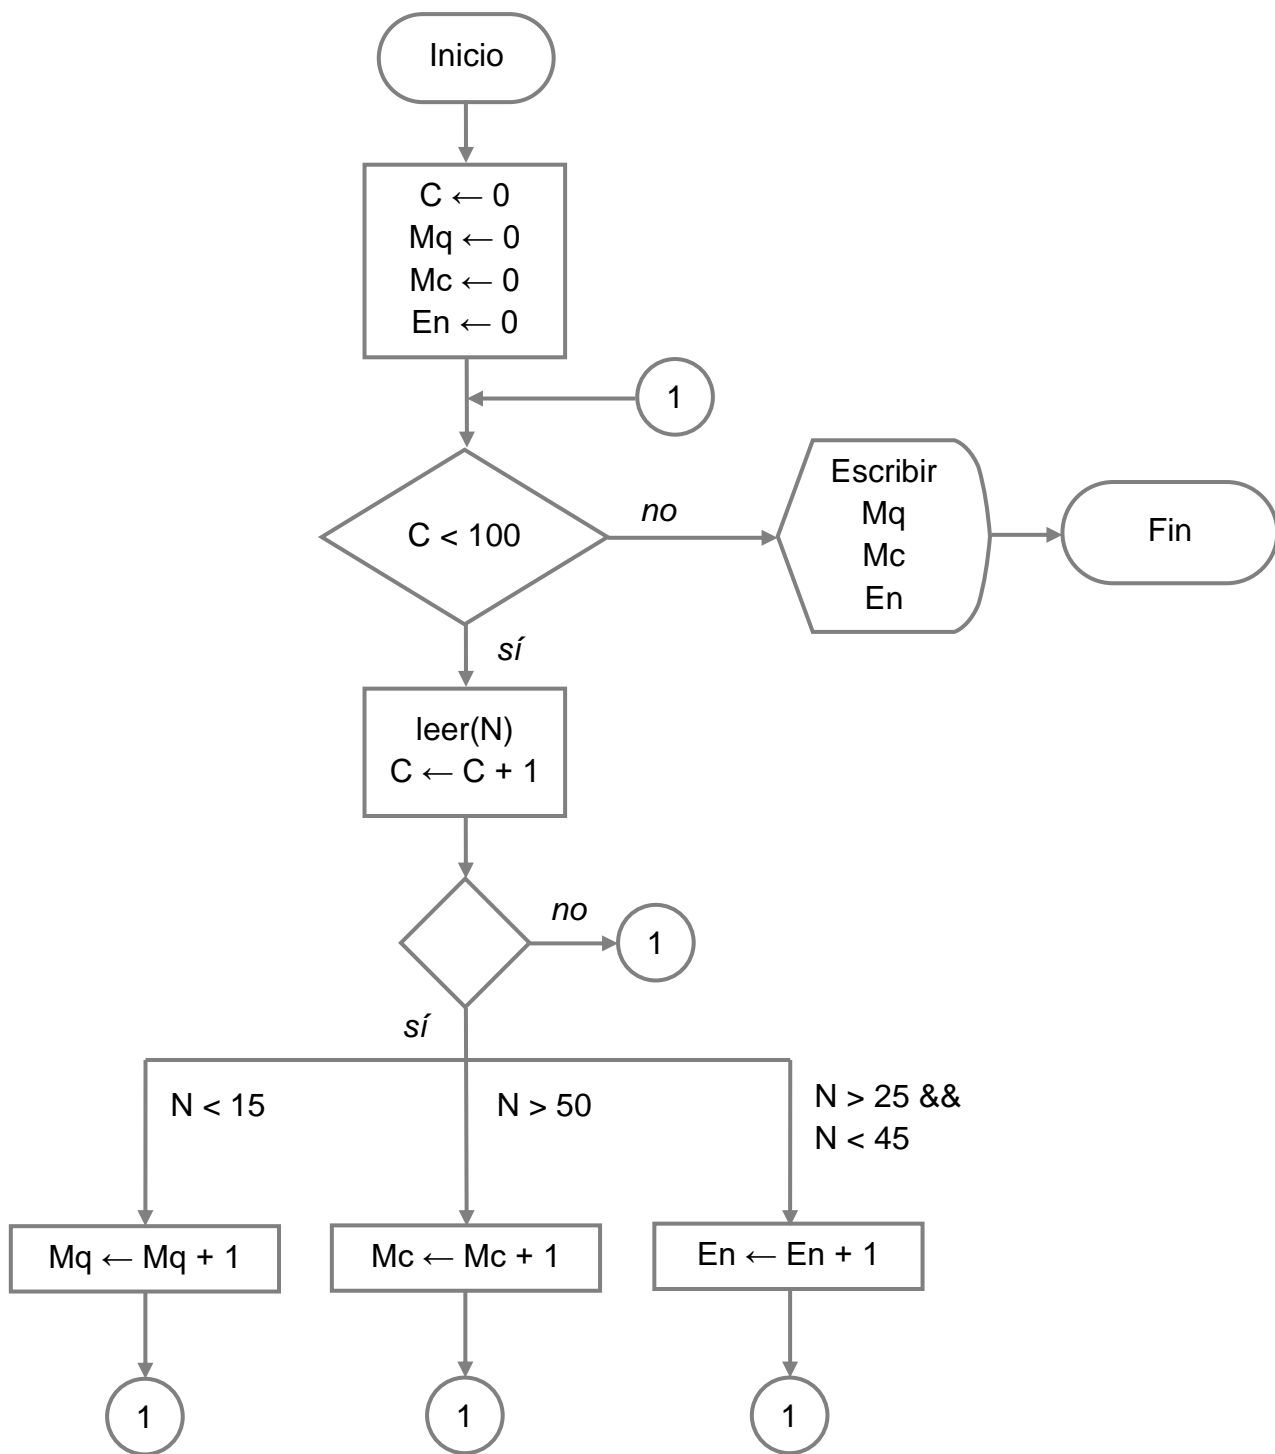 Inicio
C ← 0
Mq ← 0
Mc ← 0
En ← 0
1
C < 100
no
Escribir
Mq
Mc
En
Fin
sí
leer(N)
C ← C + 1
no
1
sí
N < 15
N > 50
N > 25 &&
N < 45
Mq ← Mq + 1
Mc ← Mc + 1
En ← En + 1
1
1
1